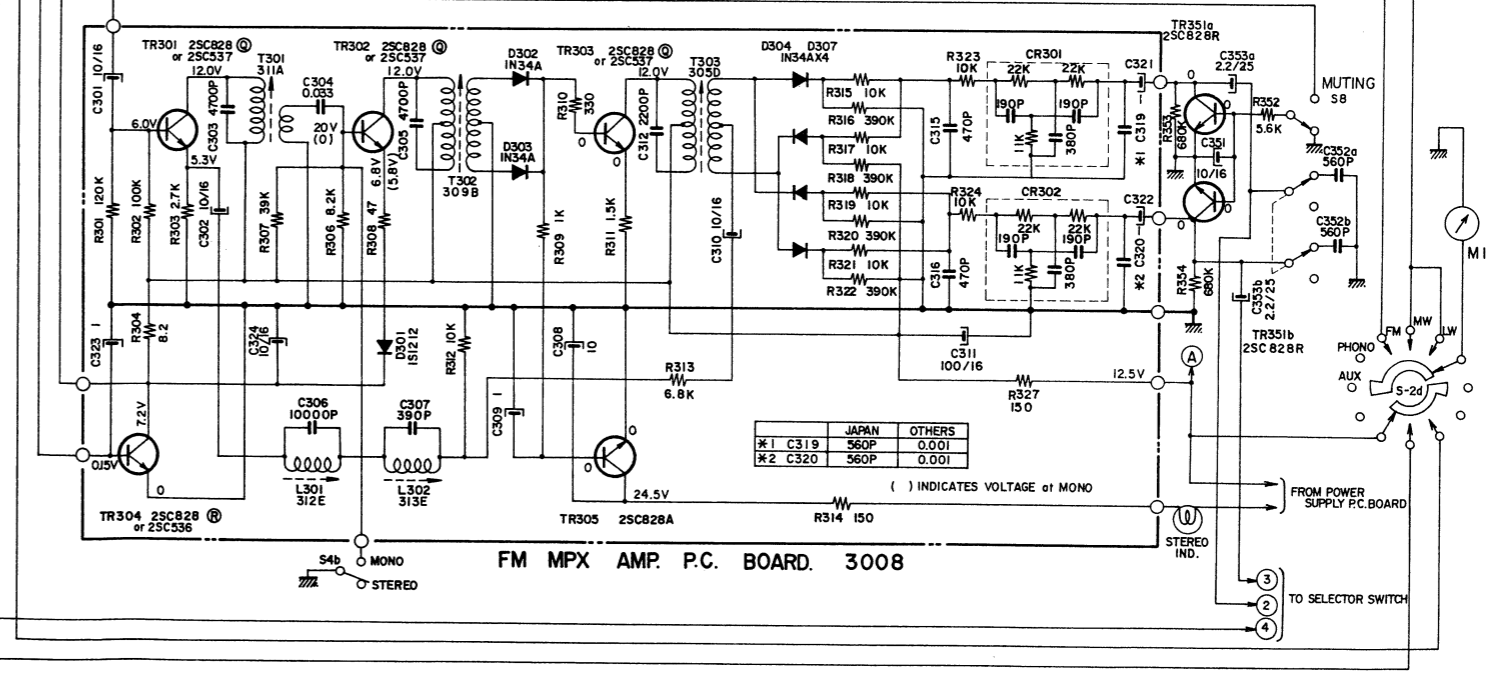 TR301 2SC828 Ⓠ
or 2SC537
12.0V
T301
311A
C301 10/16
6.0V
C303 4700P
5.3V
C304
0.033
20V
(0)
TR302 2SC828 Ⓠ
or 2SC537
12.0V
C305 4700P
6.8V
(5.8V)
T302
309B
D302
IN34A
D303
IN34A
R310
330
TR303 2SC828 Ⓠ
or 2SC537
12.0V
0
0
C312 2200P
T303
305D
D304 D307
IN34AX4
R315 10K
R316 390K
R317 10K
R318 390K
R319 10K
R320 390K
R321 10K
R322 390K
C315
470P
C316
470P
R323
10K
R324
10K
CR301
22K 22K
190P 190P
11K
380P
CR302
22K 22K
190P 190P
11K
380P
C321
1
*1 C319
C322
1
*2 C320
TR351a
2SC828R
C353a
2.2/25
0
0
R353
680K
C351
10/16
R352
5.6K
0
0
R354
680K
C353b
2.2/25
TR351b
2SC828R
MUTING
S8
C352a
560P
C352b
560P
M1
R301 120K
R302 100K
R303 2.7K
C302 10/16
R307 39K
R306 8.2K
R308 47
R309 1K
R311 1.5K
C310 10/16
C323 1
R304
8.2
C324
10/16
D301
1S1212
R312 10K
C308
10
C309 1
R313
6.8K
C311
100/16
R327
150
12.5V
A
PHONO
FM
MW
LW
AUX
S-2d
7.2V
0.15V
0
C306
10000P
C307
390P
L301
312E
L302
313E
0
0
24.5V
TR304 2SC828 Ⓡ
or 2SC536
TR305 2SC828A
R314 150
JAPAN OTHERS
*1 C319 560P 0.001
*2 C320 560P 0.001
( ) INDICATES VOLTAGE at MONO
FROM POWER
SUPPLY P.C.BOARD
STEREO
IND.
S4b
MONO
STEREO
FM MPX AMP. P.C. BOARD. 3008
3
2
4
TO SELECTOR SWITCH